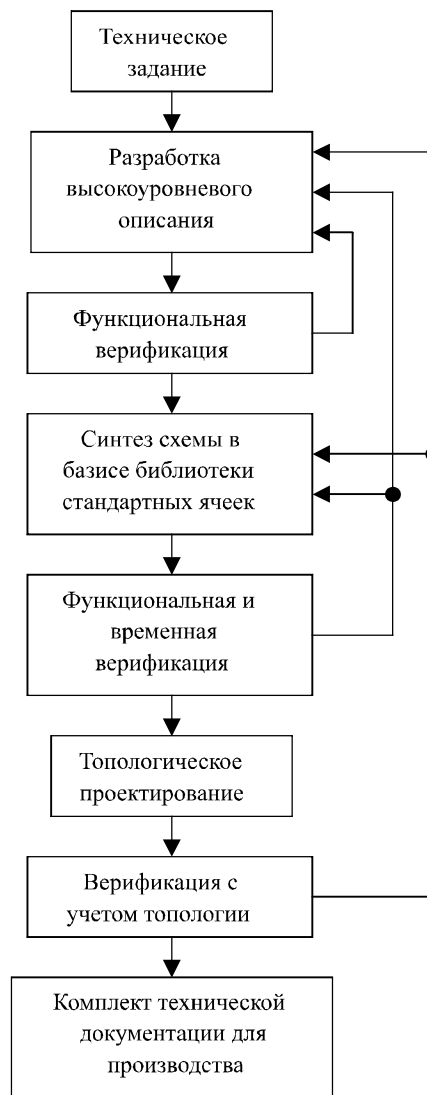 Техническое
задание
Разработка
высокоуровневого
описания
Функциональная
верификация
Синтез схемы в
базисе библиотеки
стандартных ячеек
Функциональная и
временная
верификация
Топологическое
проектирование
Верификация с
учетом топологии
Комплект технической
документации для
производства